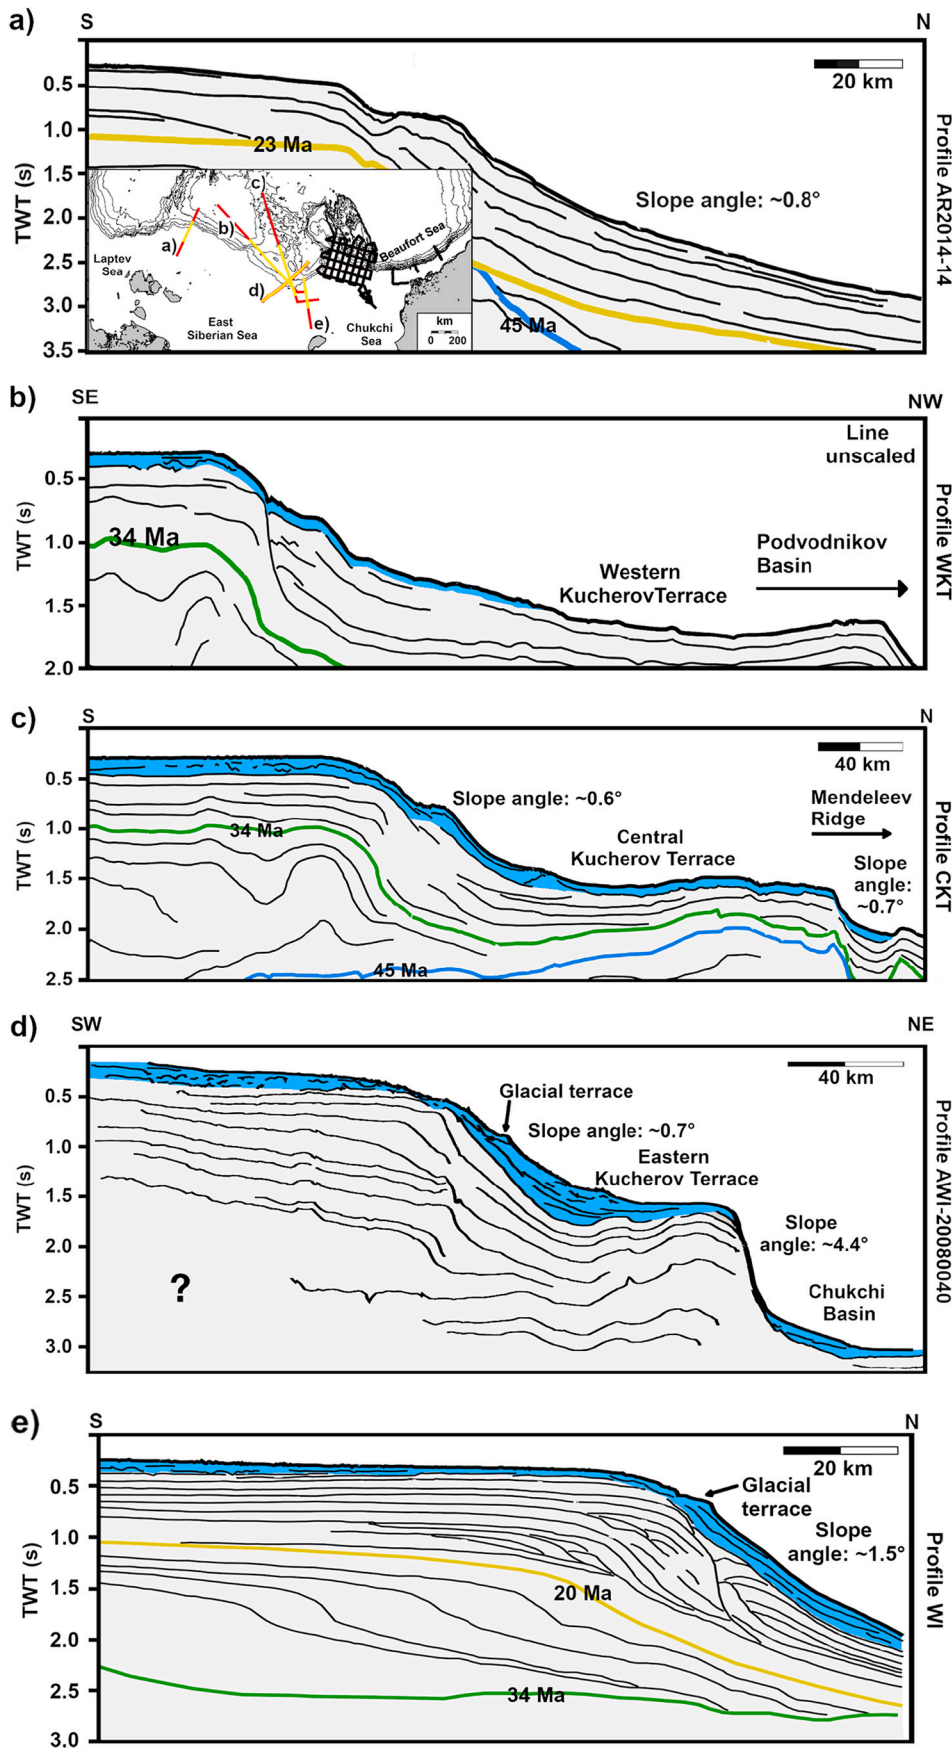 a)
S
N
0.5
1.0
1.5
2.0
2.5
3.0
3.5
TWT (s)
20 km
23 Ma
Slope angle: ~0.8°
45 Ma
Profile AR2014-14
a)
b)
c)
d)
e)
Laptev
Sea
East
Siberian Sea
Chukchi
Sea
Beaufort Sea
km
0 200
b)
SE
NW
Line
unscaled
0.5
1.0
1.5
2.0
TWT (s)
34 Ma
Western
KucherovTerrace
Podvodnikov
Basin
Profile WKT
c)
S
N
0.5
1.0
1.5
2.0
2.5
TWT (s)
40 km
Slope angle: ~0.6°
Mendeleev
Ridge
34 Ma
Central
Kucherov Terrace
Slope
angle:
~0.7°
45 Ma
Profile CKT
d)
SW
NE
0.5
1.0
1.5
2.0
2.5
3.0
TWT (s)
40 km
Glacial terrace
Slope angle: ~0.7°
Eastern
Kucherov Terrace
Slope
angle: ~4.4°
?
Chukchi
Basin
Profile AWI-20080040
e)
S
N
0.5
1.0
1.5
2.0
2.5
3.0
TWT (s)
20 km
Glacial
terrace
Slope
angle: ~1.5°
20 Ma
34 Ma
Profile WI